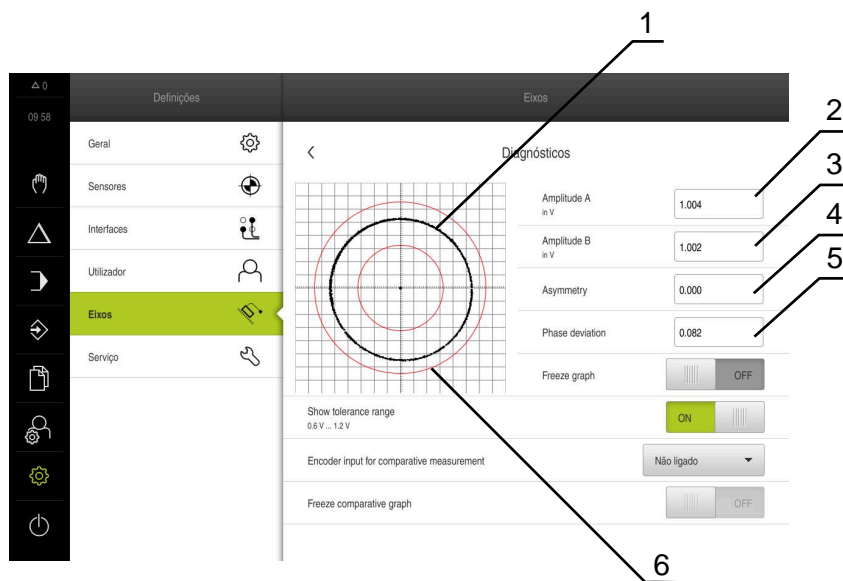 1
0
09 58
Definições
Eixos
2
3
4
5
Geral
Sensores
Interfaces
Utilizador
Eixos
Serviço
Diagnósticos
Amplitude A
in V
1.004
Amplitude B
in V
1.002
Asymmetry
0.000
Phase deviation
0.082
Freeze graph
OFF
Show tolerance range
0.6 V ... 1.2 V
ON
Encoder input for comparative measurement
Não ligado
Freeze comparative graph
OFF
6